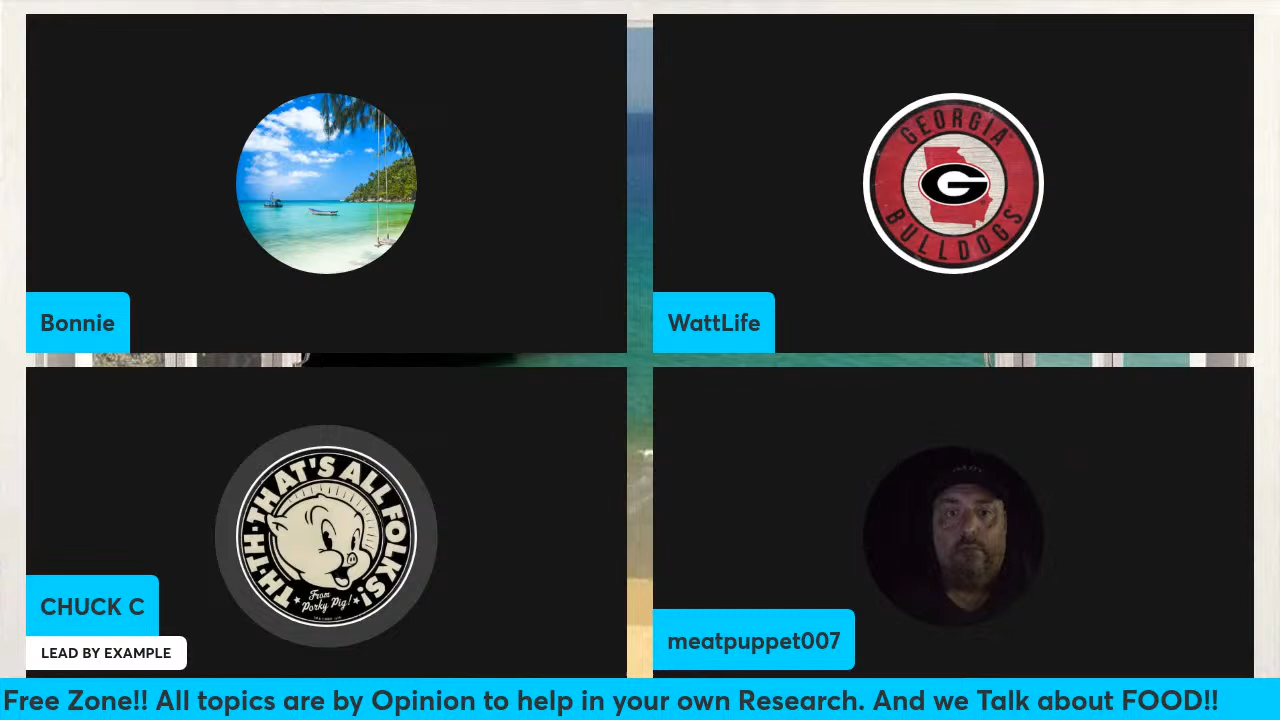 GEORGIA
BULLDOGS
G
Bonnie
WattLife
TH-TH-THAT'S ALL FOLKS!
From
Porky Pig!
CHUCK C
LEAD BY EXAMPLE
meatpuppet007
Free Zone!! All topics are by Opinion to help in your own Research. And we Talk about FOOD!!